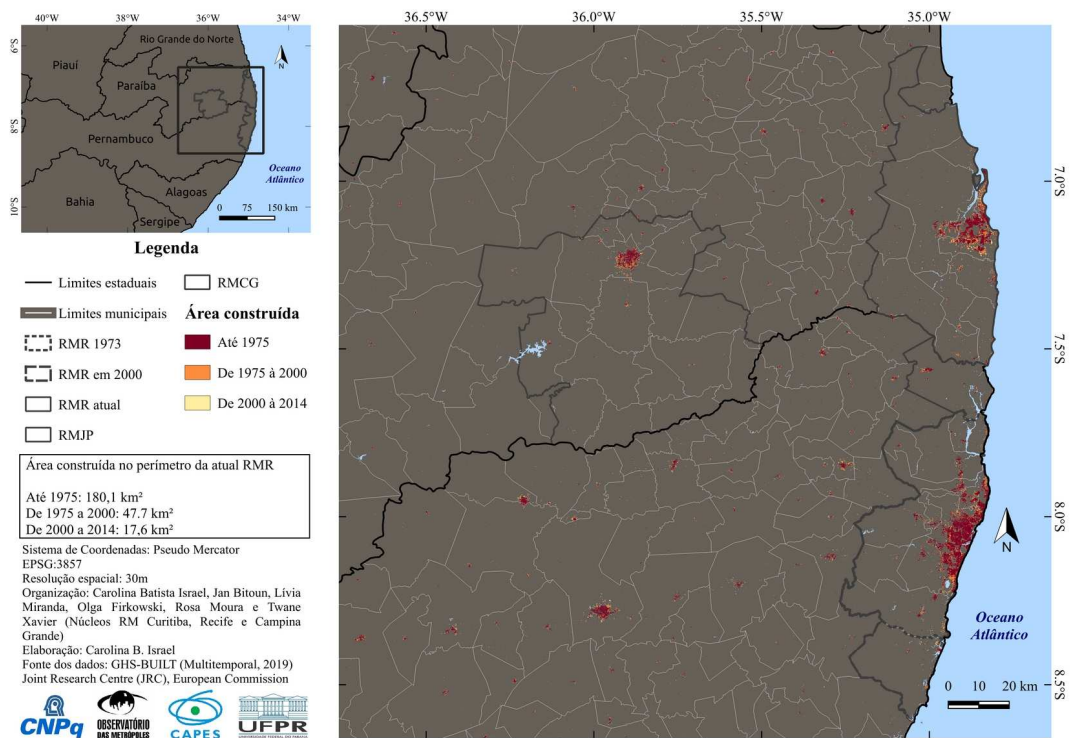 40°W
38°W
36°W
34°W
6°S
8°S
10°S
Rio Grande do Norte
Piauí
Paraíba
Pernambuco
Alagoas
Bahia
Sergipe
Oceano
Atlântico
N
0 75 150 km
Legenda
Limites estaduais
RMCG
Limites municipais
Área construída
RMR 1973
Até 1975
RMR em 2000
De 1975 à 2000
RMR atual
De 2000 à 2014
RMJP
Área construída no perímetro da atual RMR
Até 1975: 180,1 km²
De 1975 a 2000: 47.7 km²
De 2000 a 2014: 17,6 km²
Sistema de Coordenadas: Pseudo Mercator
EPSG:3857
Resolução espacial: 30m
Organização: Carolina Batista Israel, Jan Bitoun, Lívia
Miranda, Olga Firkowski, Rosa Moura e Twane
Xavier (Núcleos RM Curitiba, Recife e Campina
Grande)
Elaboração: Carolina B. Israel
Fonte dos dados: GHS-BUILT (Multitemporal, 2019)
Joint Research Centre (JRC), European Commission
CNPq
OBSERVATÓRIO
DAS METRÓPOLES
CAPES
UFPR
UNIVERSIDADE FEDERAL DO PARANÁ
36.5°W
36.0°W
35.5°W
35.0°W
7.0°S
7.5°S
8.0°S
8.5°S
N
Oceano
Atlântico
0 10 20 km